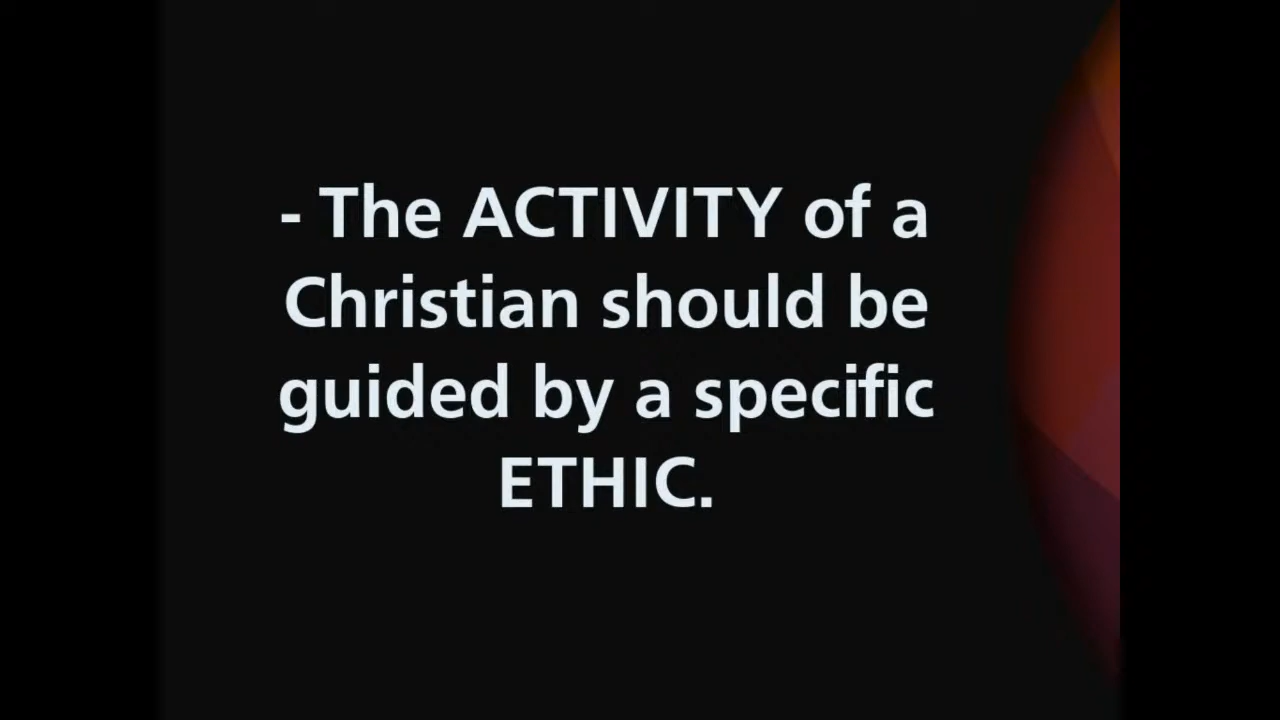 - The ACTIVITY of a
Christian should be
guided by a specific
ETHIC.